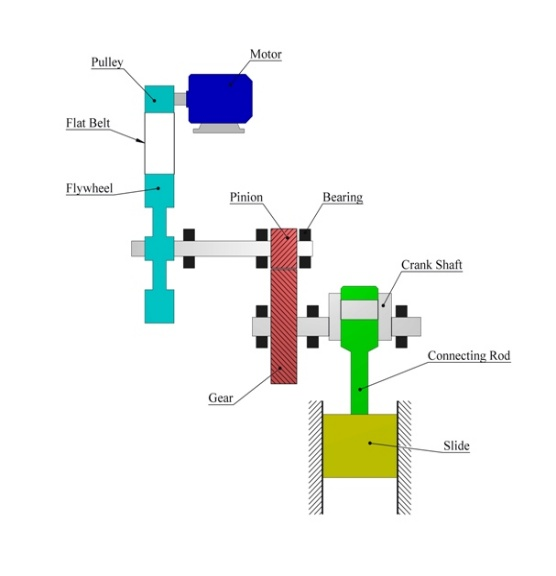 Motor
Pulley
Flat Belt
Flywheel
Pinion
Bearing
Crank Shaft
Connecting Rod
Gear
Slide